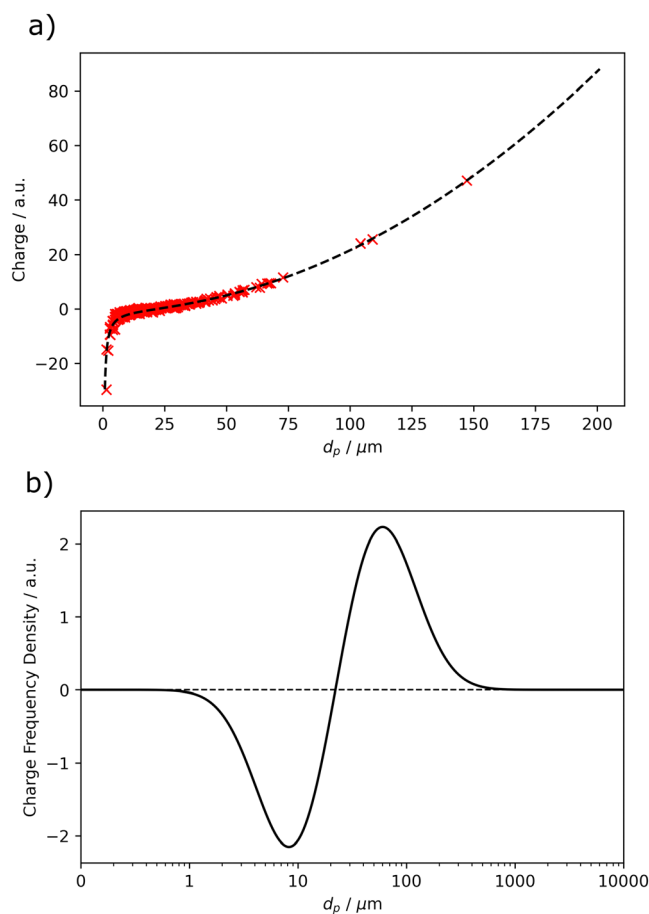 a)
Charge / a.u.
80
60
40
20
0
−20
0 25 50 75 100 125 150 175 200
d_p / μm
b)
Charge Frequency Density / a.u.
2
1
0
−1
−2
0 1 10 100 1000 10000
d_p / μm